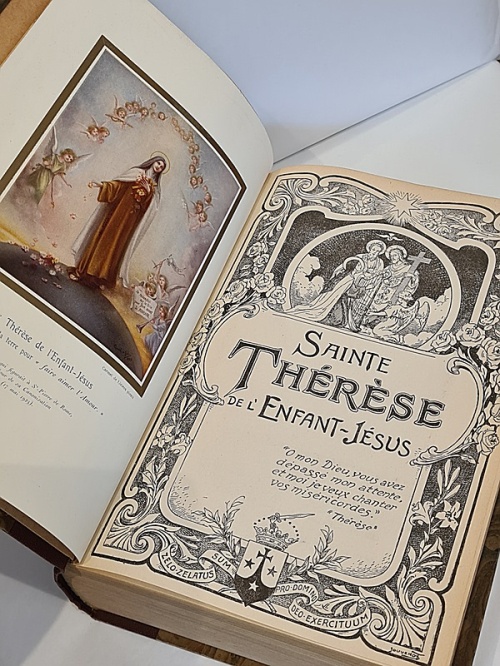 Thérèse de l'Enfant-Jésus
la terre pour "faire aimer l'Amour."
SAINTE
THÉRÈSE
DE L'ENFANT-JÉSUS
"O mon Dieu, vous avez
dépassé mon attente,
et moi je veux chanter
vos miséricordes."
"Thérèse"
ZELO ZELATUS SUM PRO DOMINO DEO EXERCITUUM